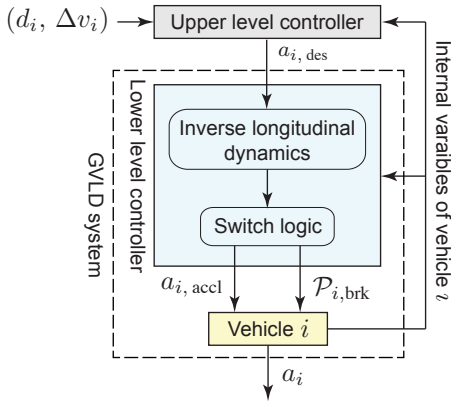 (d_i, Δv_i)
Upper level controller
a_{i, des}
Inverse longitudinal
dynamics
Switch logic
a_{i, accl}
𝒫_{i,brk}
Vehicle i
a_i
Lower level controller
GVLD system
Internal varaibles of vehicle i